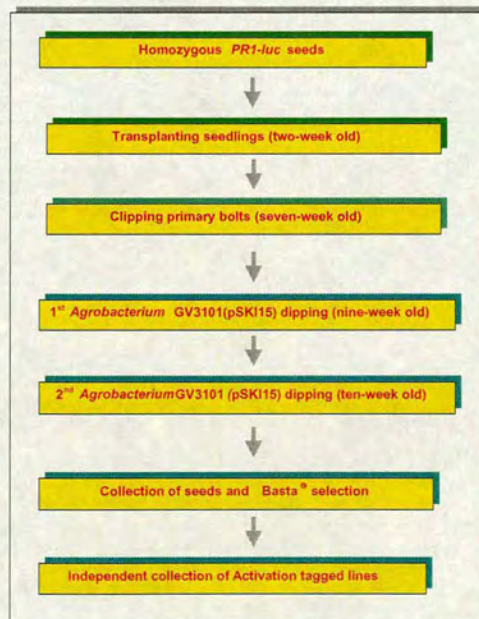 Homozygous PR1-luc seeds
Transplanting seedlings (two-week old)
Clipping primary bolts (seven-week old)
1st Agrobacterium GV3101(pSKI15) dipping (nine-week old)
2nd Agrobacterium GV3101 (pSKI15) dipping (ten-week old)
Collection of seeds and Basta® selection
Independent collection of Activation tagged lines